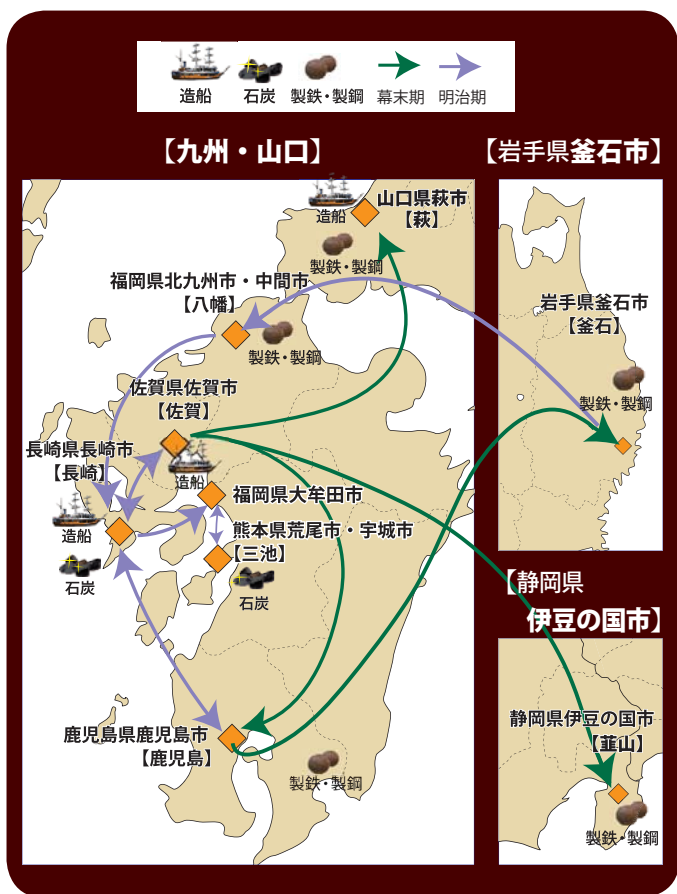 造船
石炭
製鉄・製鋼
幕末期
明治期
【九州・山口】
【岩手県釜石市】
造船
山口県萩市
【萩】
製鉄・製鋼
福岡県北九州市・中間市
【八幡】
製鉄・製鋼
佐賀県佐賀市
【佐賀】
造船
長崎県長崎市
【長崎】
造船
石炭
福岡県大牟田市
熊本県荒尾市・宇城市
【三池】
石炭
鹿児島県鹿児島市
【鹿児島】
製鉄・製鋼
岩手県釜石市
【釜石】
製鉄・製鋼
【静岡県
伊豆の国市】
静岡県伊豆の国市
【韮山】
製鉄・製鋼